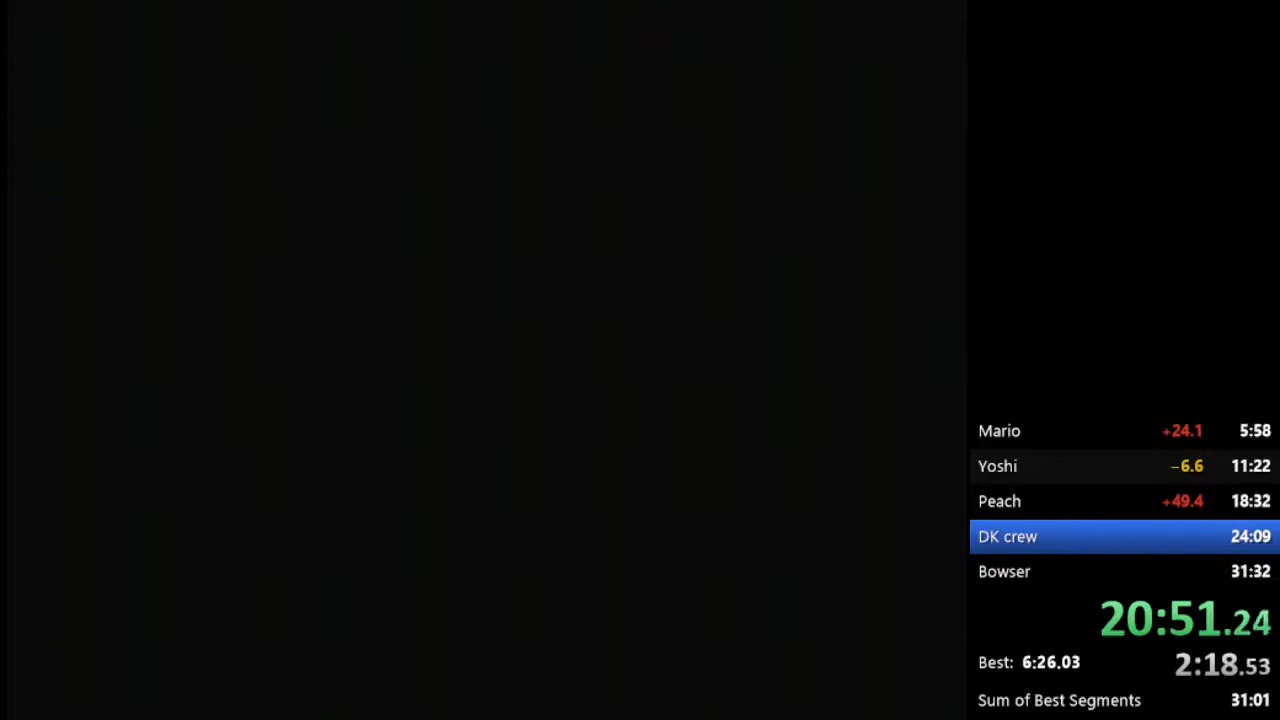 Mario +24.1 5:58
Yoshi −6.6 11:22
Peach +49.4 18:32
DK crew 24:09
Bowser 31:32
20:51.24
Best: 6:26.03 2:18.53
Sum of Best Segments 31:01